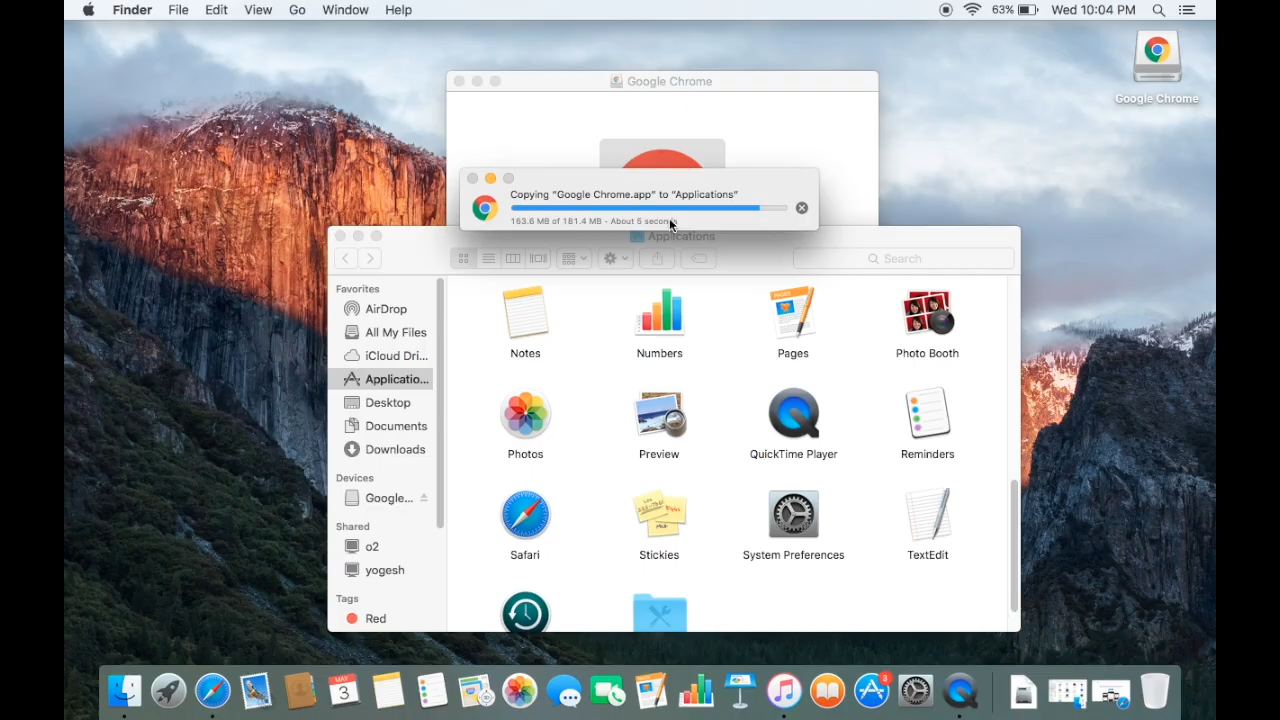 Finder File Edit View Go Window Help 63% Wed 10:04 PM
Google Chrome
Google Chrome
Copying "Google Chrome.app" to "Applications"
163.6 MB of 181.4 MB - About 5 seconds
Applications
Search
Favorites
AirDrop
All My Files
iCloud Dri...
Applicatio...
Desktop
Documents
Downloads
Devices
Google...
Shared
o2
yogesh
Tags
Red
Notes Numbers Pages Photo Booth
Photos Preview QuickTime Player Reminders
Safari Stickies System Preferences TextEdit
MAY
3
3